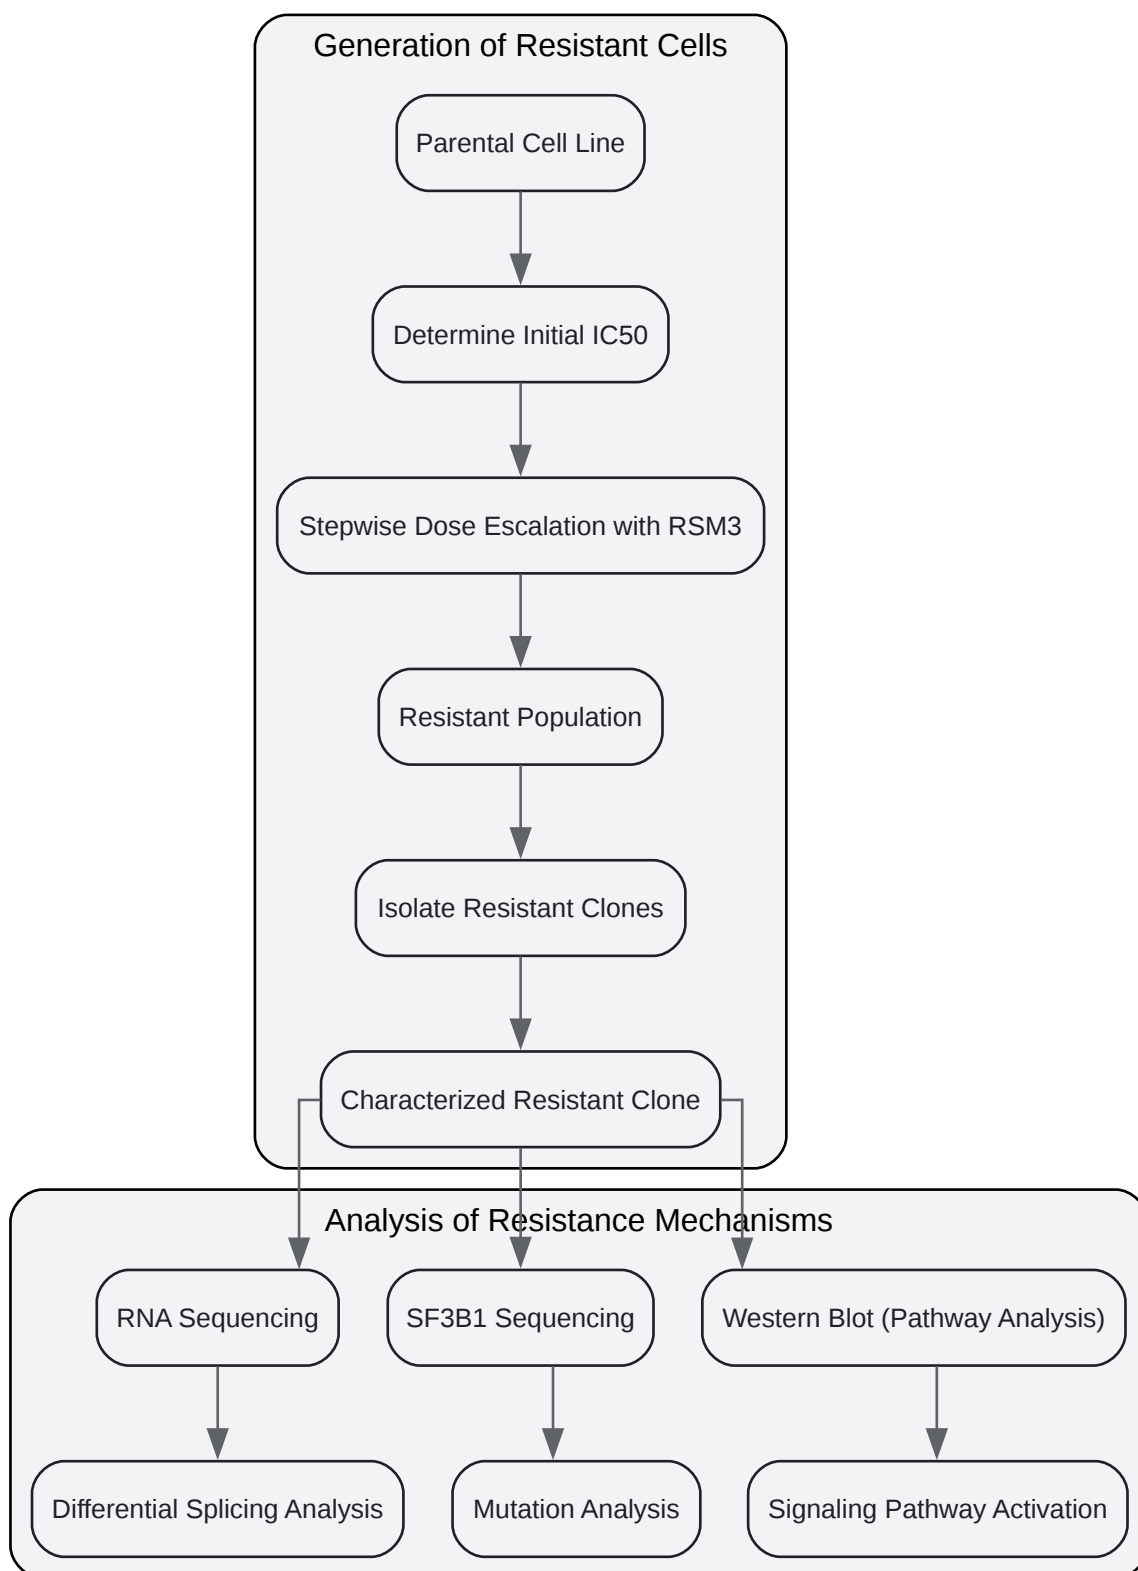 Generation of Resistant Cells
Parental Cell Line
Determine Initial IC50
Stepwise Dose Escalation with RSM3
Resistant Population
Isolate Resistant Clones
Characterized Resistant Clone
Analysis of Resistance Mechanisms
RNA Sequencing
SF3B1 Sequencing
Western Blot (Pathway Analysis)
Differential Splicing Analysis
Mutation Analysis
Signaling Pathway Activation